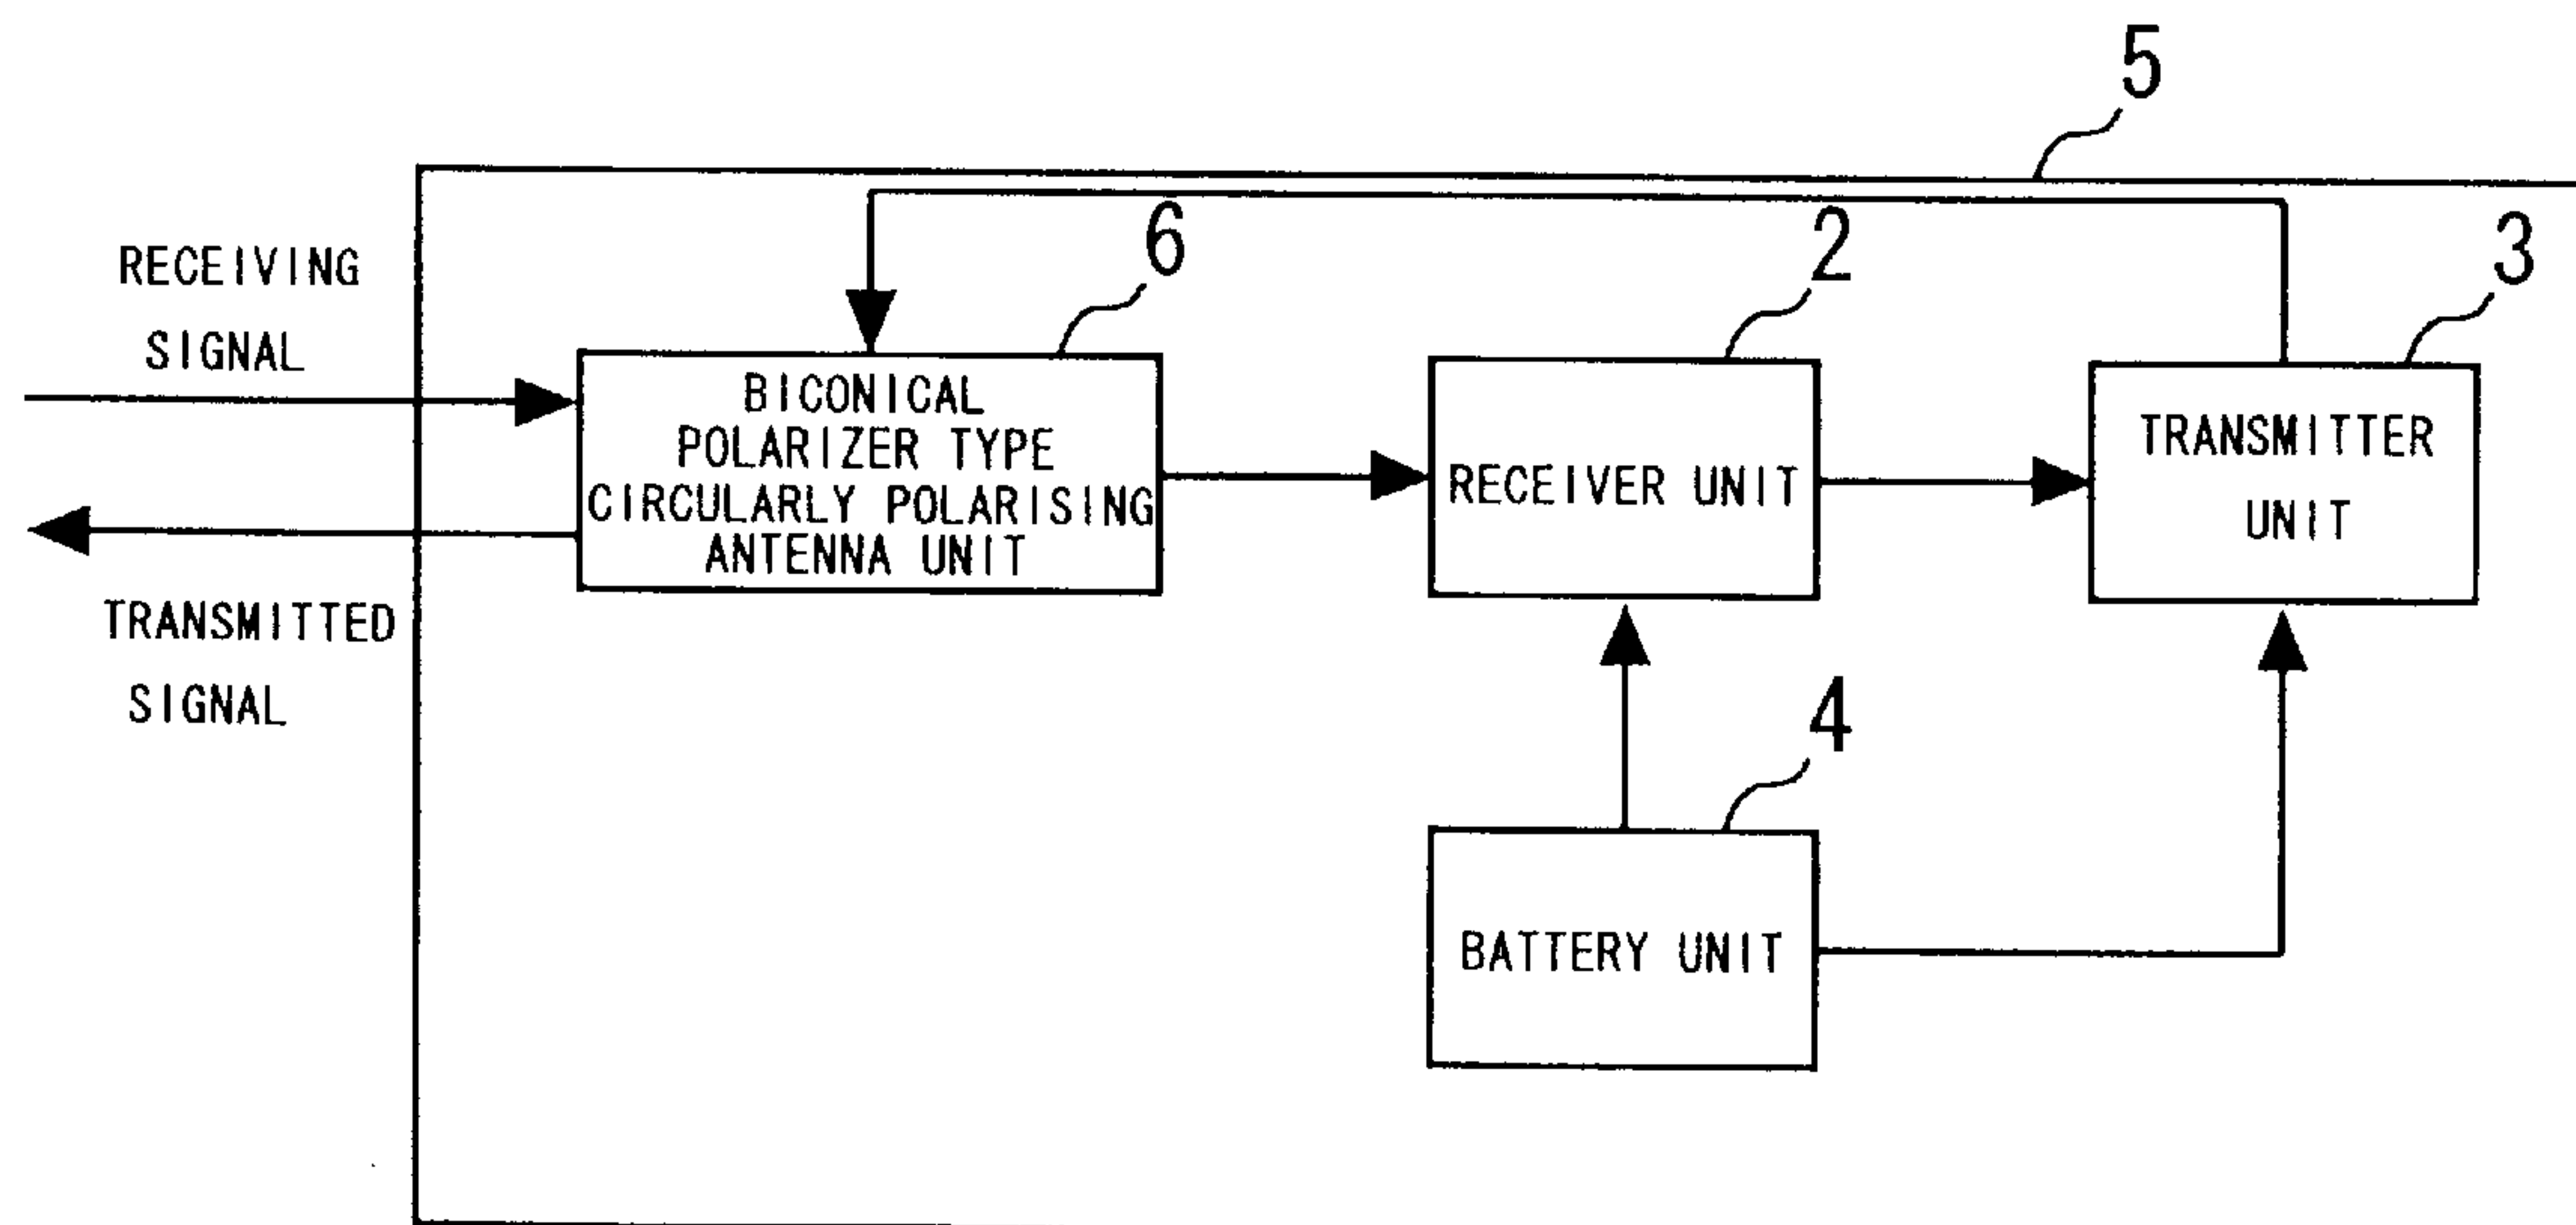 5
RECEIVING
SIGNAL
6
2
3
BICONICAL
POLARIZER TYPE
CIRCULARLY POLARISING
ANTENNA UNIT
RECEIVER UNIT
TRANSMITTER
UNIT
TRANSMITTED
SIGNAL
4
BATTERY UNIT